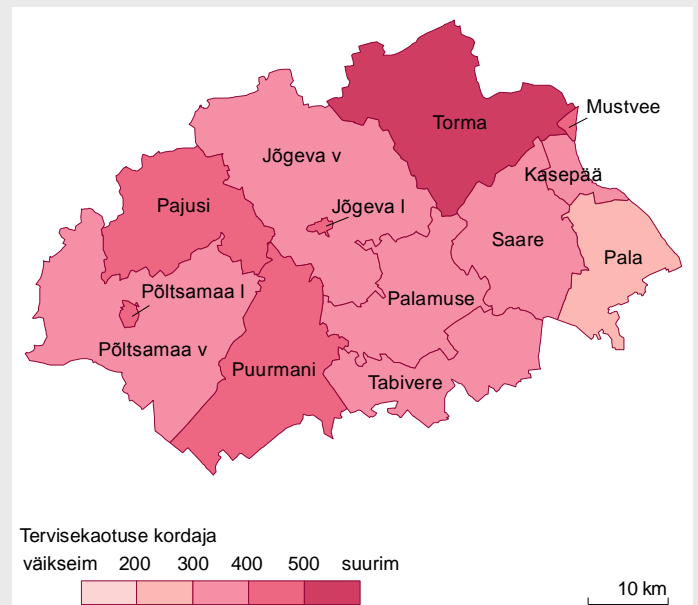 Torma
Mustvee
Jõgeva v
Kasepää
Pajusi
Jõgeva l
Saare
Pala
Põltsamaa l
Palamuse
Põltsamaa v
Puurmani
Tabivere
Tervisekaotuse kordaja
väikseim 200 300 400 500 suurim
10 km